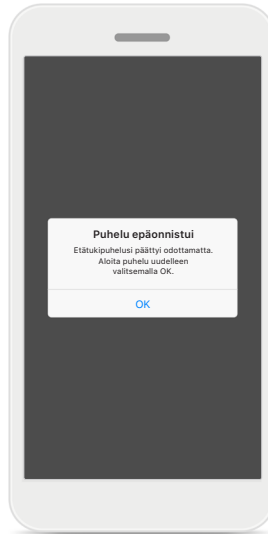 Puhelu epäonnistui
Etätukipuhelusi päättyi odottamatta.
Aloita puhelu uudelleen
valitsemalla OK.
OK